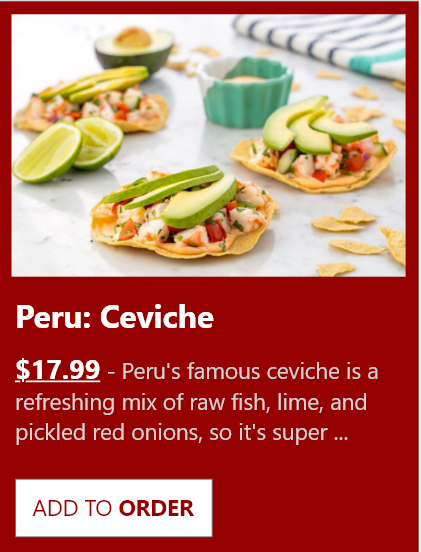 Peru: Ceviche
$17.99 - Peru's famous ceviche is a
refreshing mix of raw fish, lime, and
pickled red onions, so it's super ...
ADD TO ORDER